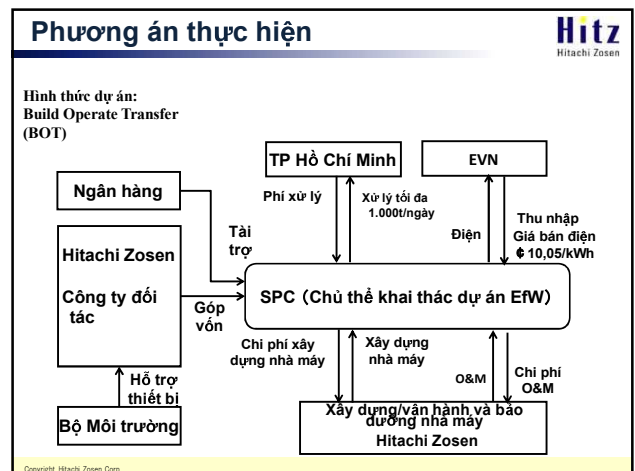 Phương án thực hiện
Hitz
Hitachi Zosen
Hình thức dự án:
Build Operate Transfer
(BOT)
TP Hồ Chí Minh
EVN
Ngân hàng
Phí xử lý
Xử lý tối đa
1.000t/ngày
Điện
Thu nhập
Giá bán điện
¢ 10,05/kWh
Tài
trợ
Hitachi Zosen
Công ty đối
tác
Góp
vốn
SPC（Chủ thể khai thác dự án EfW）
Chi phí xây
dựng nhà máy
Xây dựng
nhà máy
O&M
Chi phí
O&M
Hỗ trợ
thiết bị
Bộ Môi trường
Xây dựng/vận hành và bảo
dưỡng nhà máy
Hitachi Zosen
Copyright Hitachi Zosen Corp.